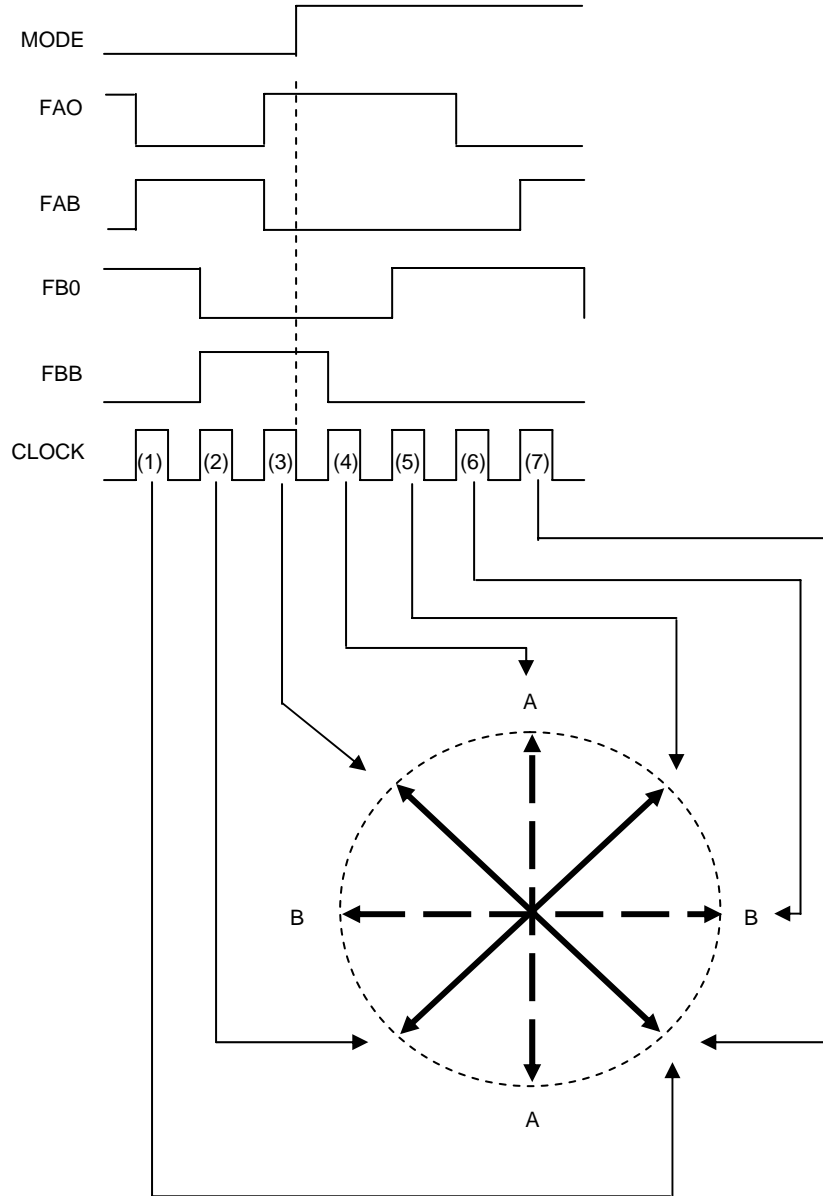 MODE
FAO
FAB
FB0
FBB
CLOCK
(1) (2) (3) (4) (5) (6) (7)
A
B B
A